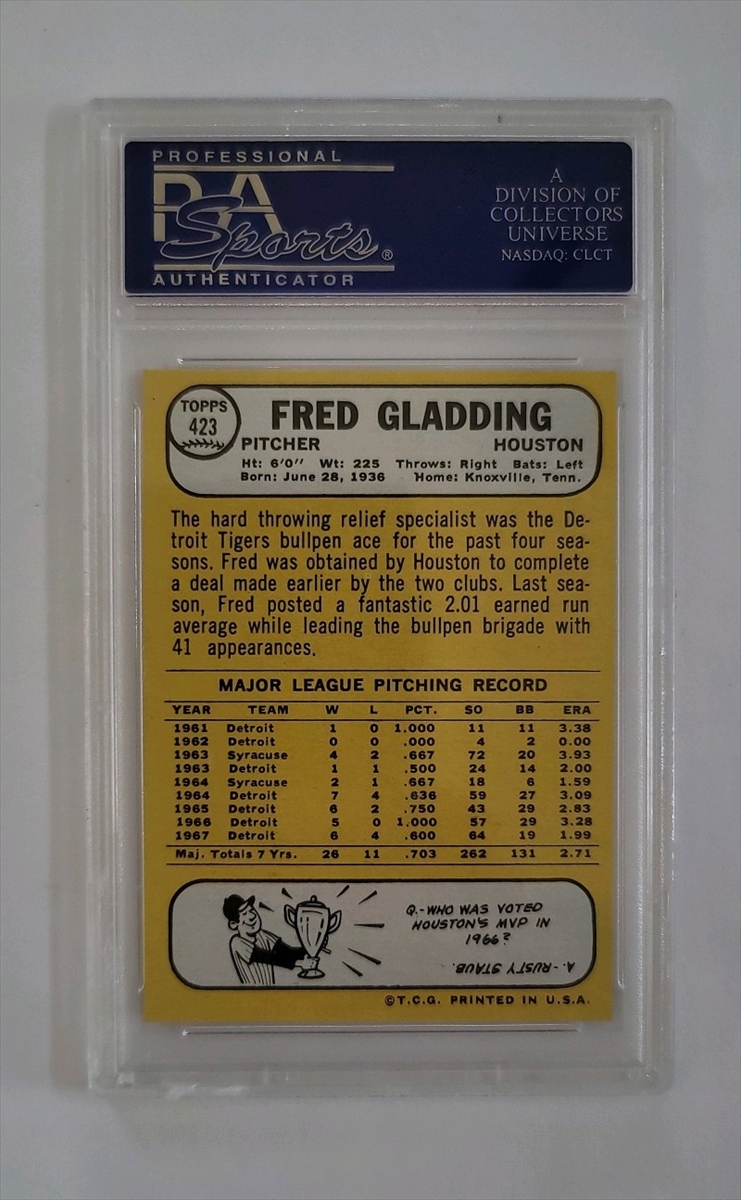 PROFESSIONAL
PSA
Sports®
AUTHENTICATOR
A
DIVISION OF
COLLECTORS
UNIVERSE
NASDAQ: CLCT
TOPPS
423
FRED GLADDING
PITCHER HOUSTON
Ht: 6'0" Wt: 225 Throws: Right Bats: Left
Born: June 28, 1936 Home: Knoxville, Tenn.
The hard throwing relief specialist was the De-
troit Tigers bullpen ace for the past four sea-
sons. Fred was obtained by Houston to complete
a deal made earlier by the two clubs. Last sea-
son, Fred posted a fantastic 2.01 earned run
average while leading the bullpen brigade with
41 appearances.
MAJOR LEAGUE PITCHING RECORD
YEAR TEAM W L PCT. SO BB ERA
1961 Detroit 1 0 1.000 11 11 3.38
1962 Detroit 0 0 .000 4 2 0.00
1963 Syracuse 4 2 .667 72 20 3.93
1963 Detroit 1 1 .500 24 14 2.00
1964 Syracuse 2 1 .667 18 6 1.59
1964 Detroit 7 4 .636 59 27 3.09
1965 Detroit 6 2 .750 43 29 2.83
1966 Detroit 5 0 1.000 57 29 3.28
1967 Detroit 6 4 .600 64 19 1.99
Maj. Totals 7 Yrs. 26 11 .703 262 131 2.71
Q.-WHO WAS VOTED
HOUSTON'S MVP IN
1966?
A.-RUSTY STAUB.
©T.C.G. PRINTED IN U.S.A.